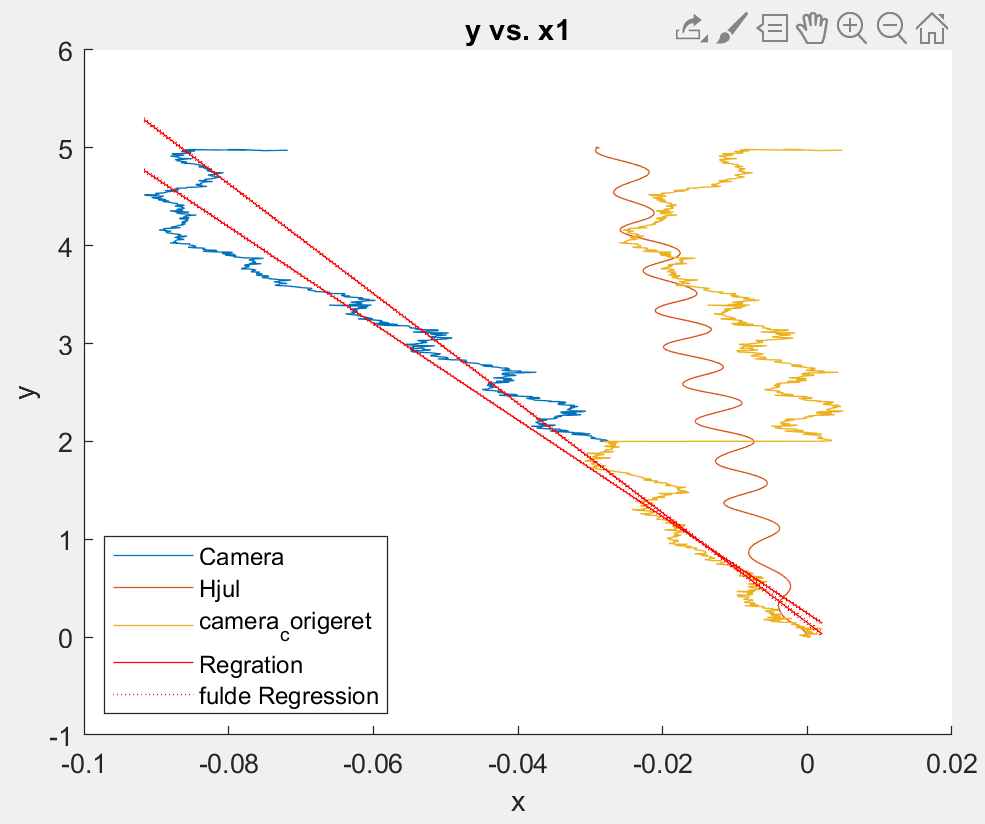 y vs. x1
6
5
4
3
2
1
0
-1
y
-0.1
-0.08
-0.06
-0.04
-0.02
0
0.02
x
Camera
Hjul
camera_corigeret
Regration
fulde Regression